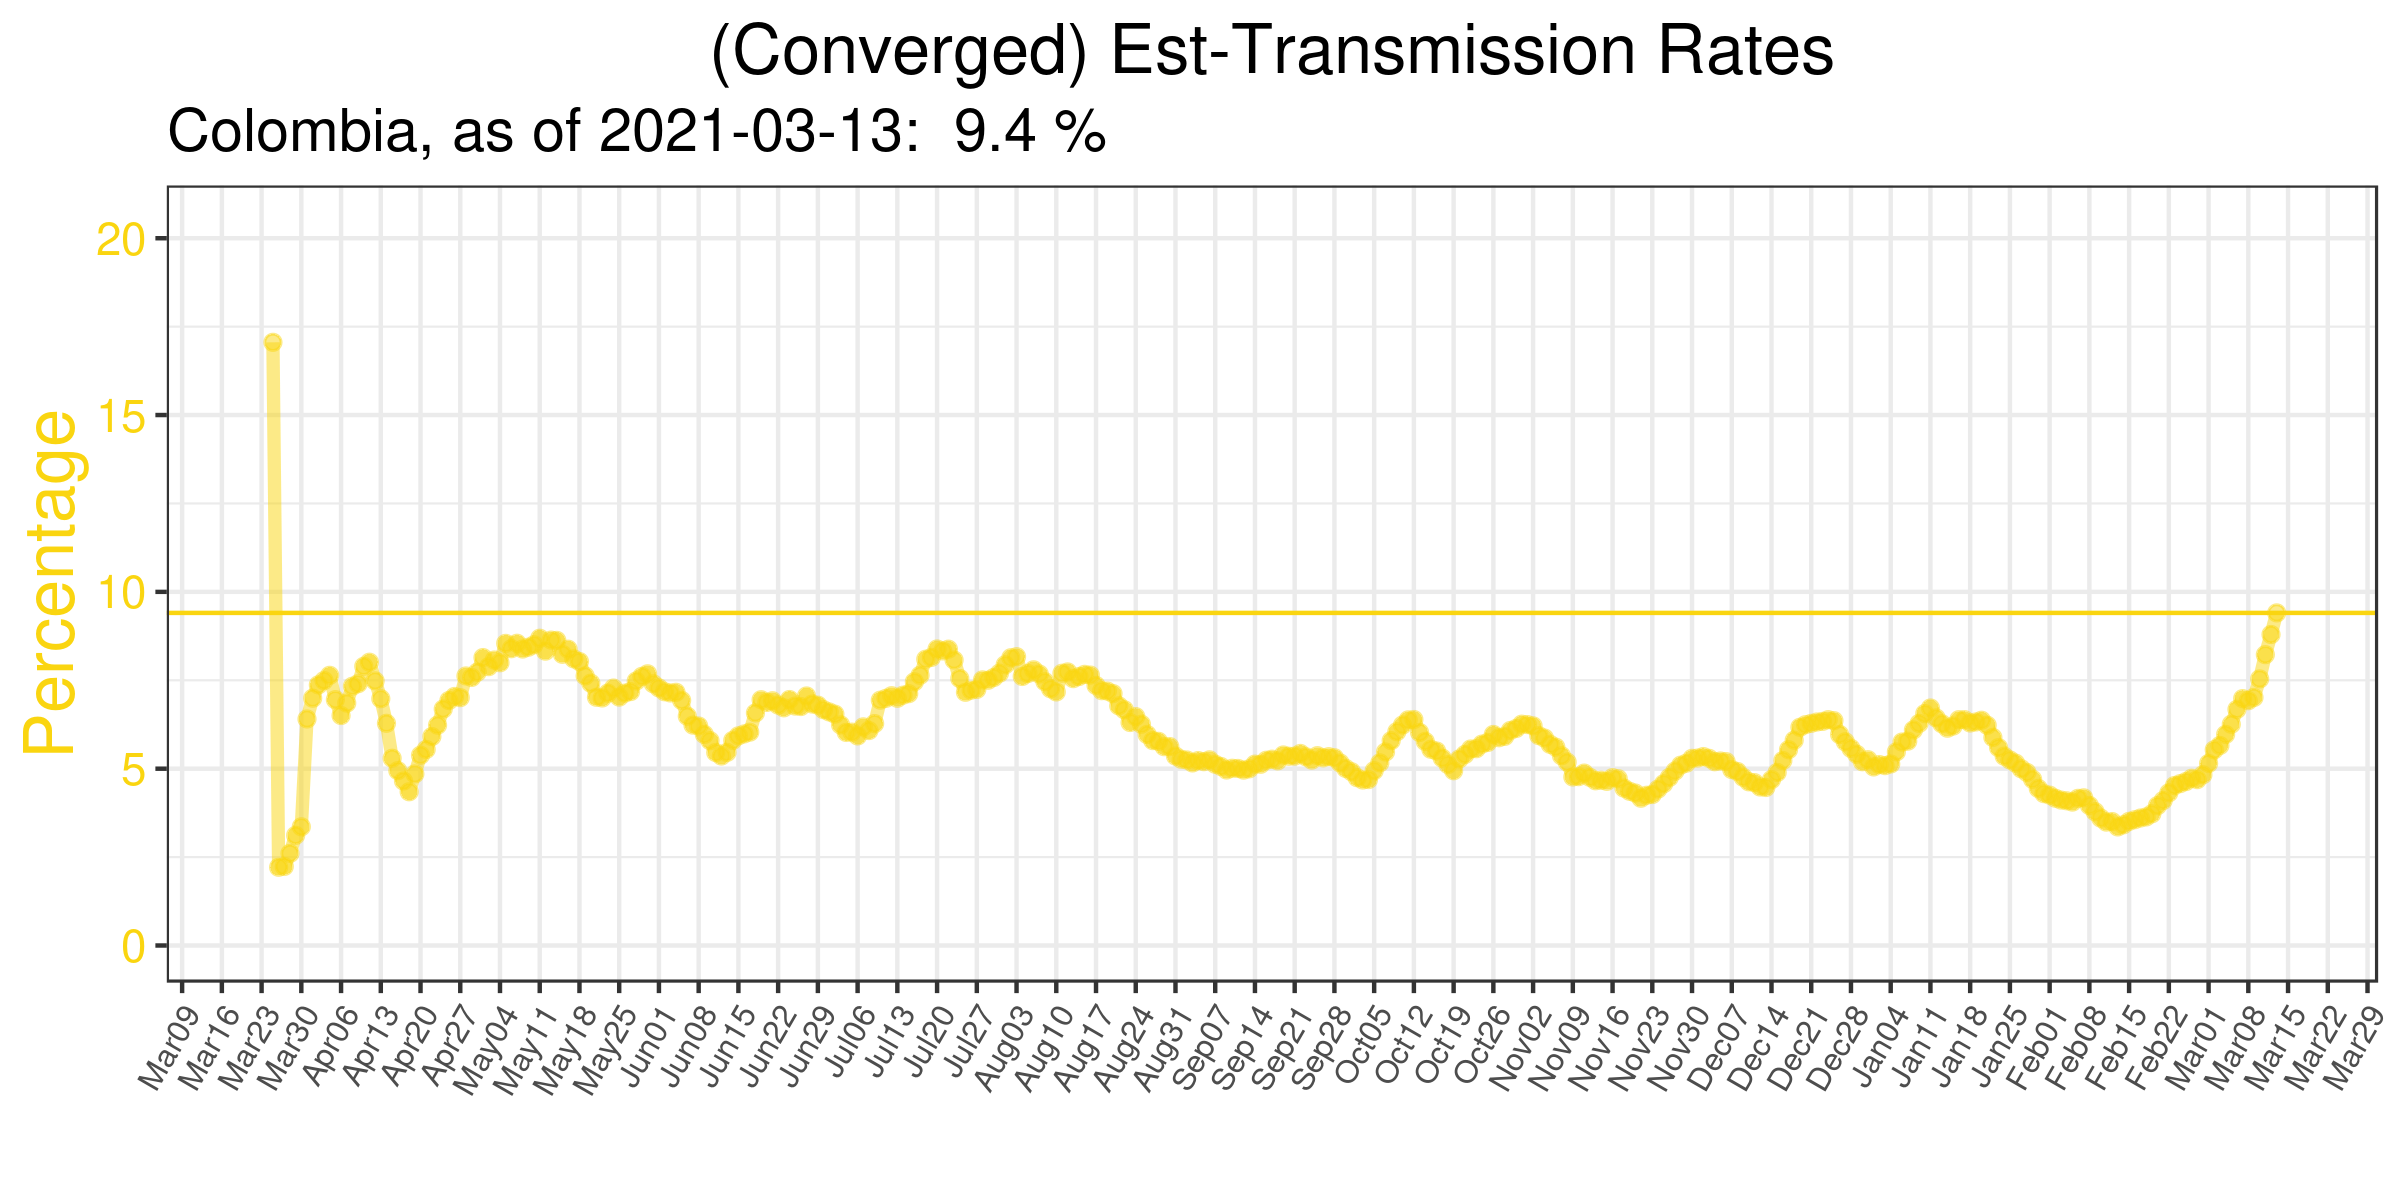 (Converged) Est-Transmission Rates
Colombia, as of 2021-03-13:  9.4 %
Percentage
20
15
10
5
0
Mar09
Mar16
Mar23
Mar30
Apr06
Apr13
Apr20
Apr27
May04
May11
May18
May25
Jun01
Jun08
Jun15
Jun22
Jun29
Jul06
Jul13
Jul20
Jul27
Aug03
Aug10
Aug17
Aug24
Aug31
Sep07
Sep14
Sep21
Sep28
Oct05
Oct12
Oct19
Oct26
Nov02
Nov09
Nov16
Nov23
Nov30
Dec07
Dec14
Dec21
Dec28
Jan04
Jan11
Jan18
Jan25
Feb01
Feb08
Feb15
Feb22
Mar01
Mar08
Mar15
Mar22
Mar29